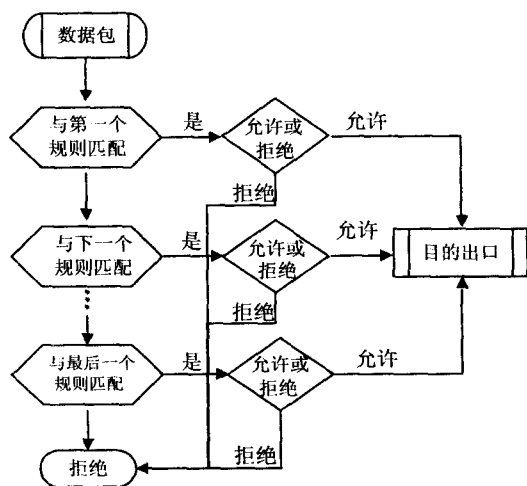 数据包
与第一个
规则匹配
是
允许或
拒绝
允许
拒绝
与下一个
规则匹配
是
允许或
拒绝
允许
目的出口
拒绝
与最后一个
规则匹配
是
允许或
拒绝
允许
拒绝
拒绝